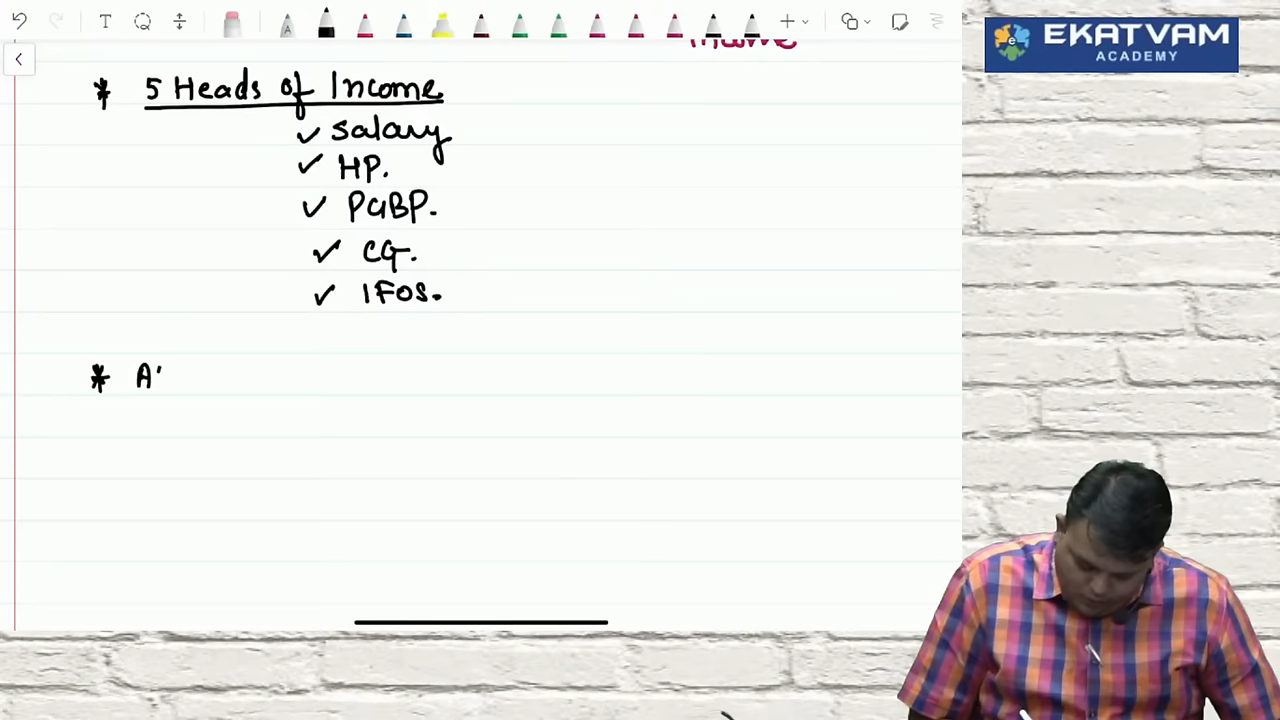 EKATVAM
ACADEMY
* 5 Heads of Income
✓ Salary
✓ HP.
✓ PGBP.
✓ CG.
✓ IFOS.
* A'